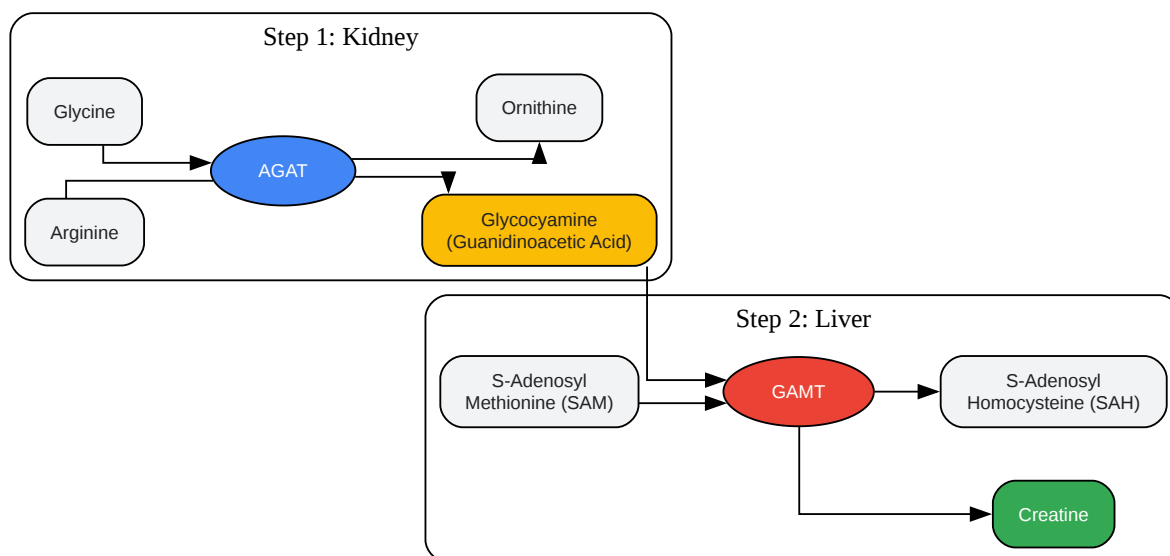 Step 1: Kidney
Glycine
Ornithine
AGAT
Arginine
Glycocyamine
(Guanidinoacetic Acid)
Step 2: Liver
S-Adenosyl
Methionine (SAM)
GAMT
S-Adenosyl
Homocysteine (SAH)
Creatine